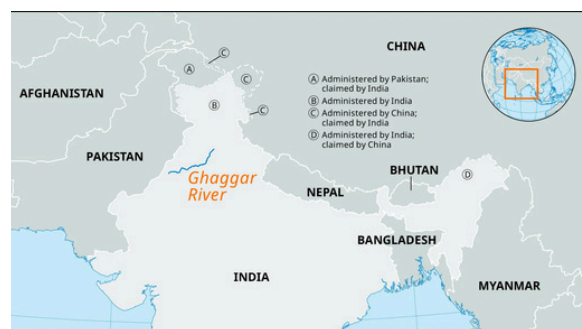 CHINA
AFGHANISTAN
PAKISTAN
A
C
C
B
C
A Administered by Pakistan;
claimed by India
B Administered by India
C Administered by China;
claimed by India
D Administered by India;
claimed by China
Ghaggar
River
NEPAL
BHUTAN
D
BANGLADESH
INDIA
MYANMAR